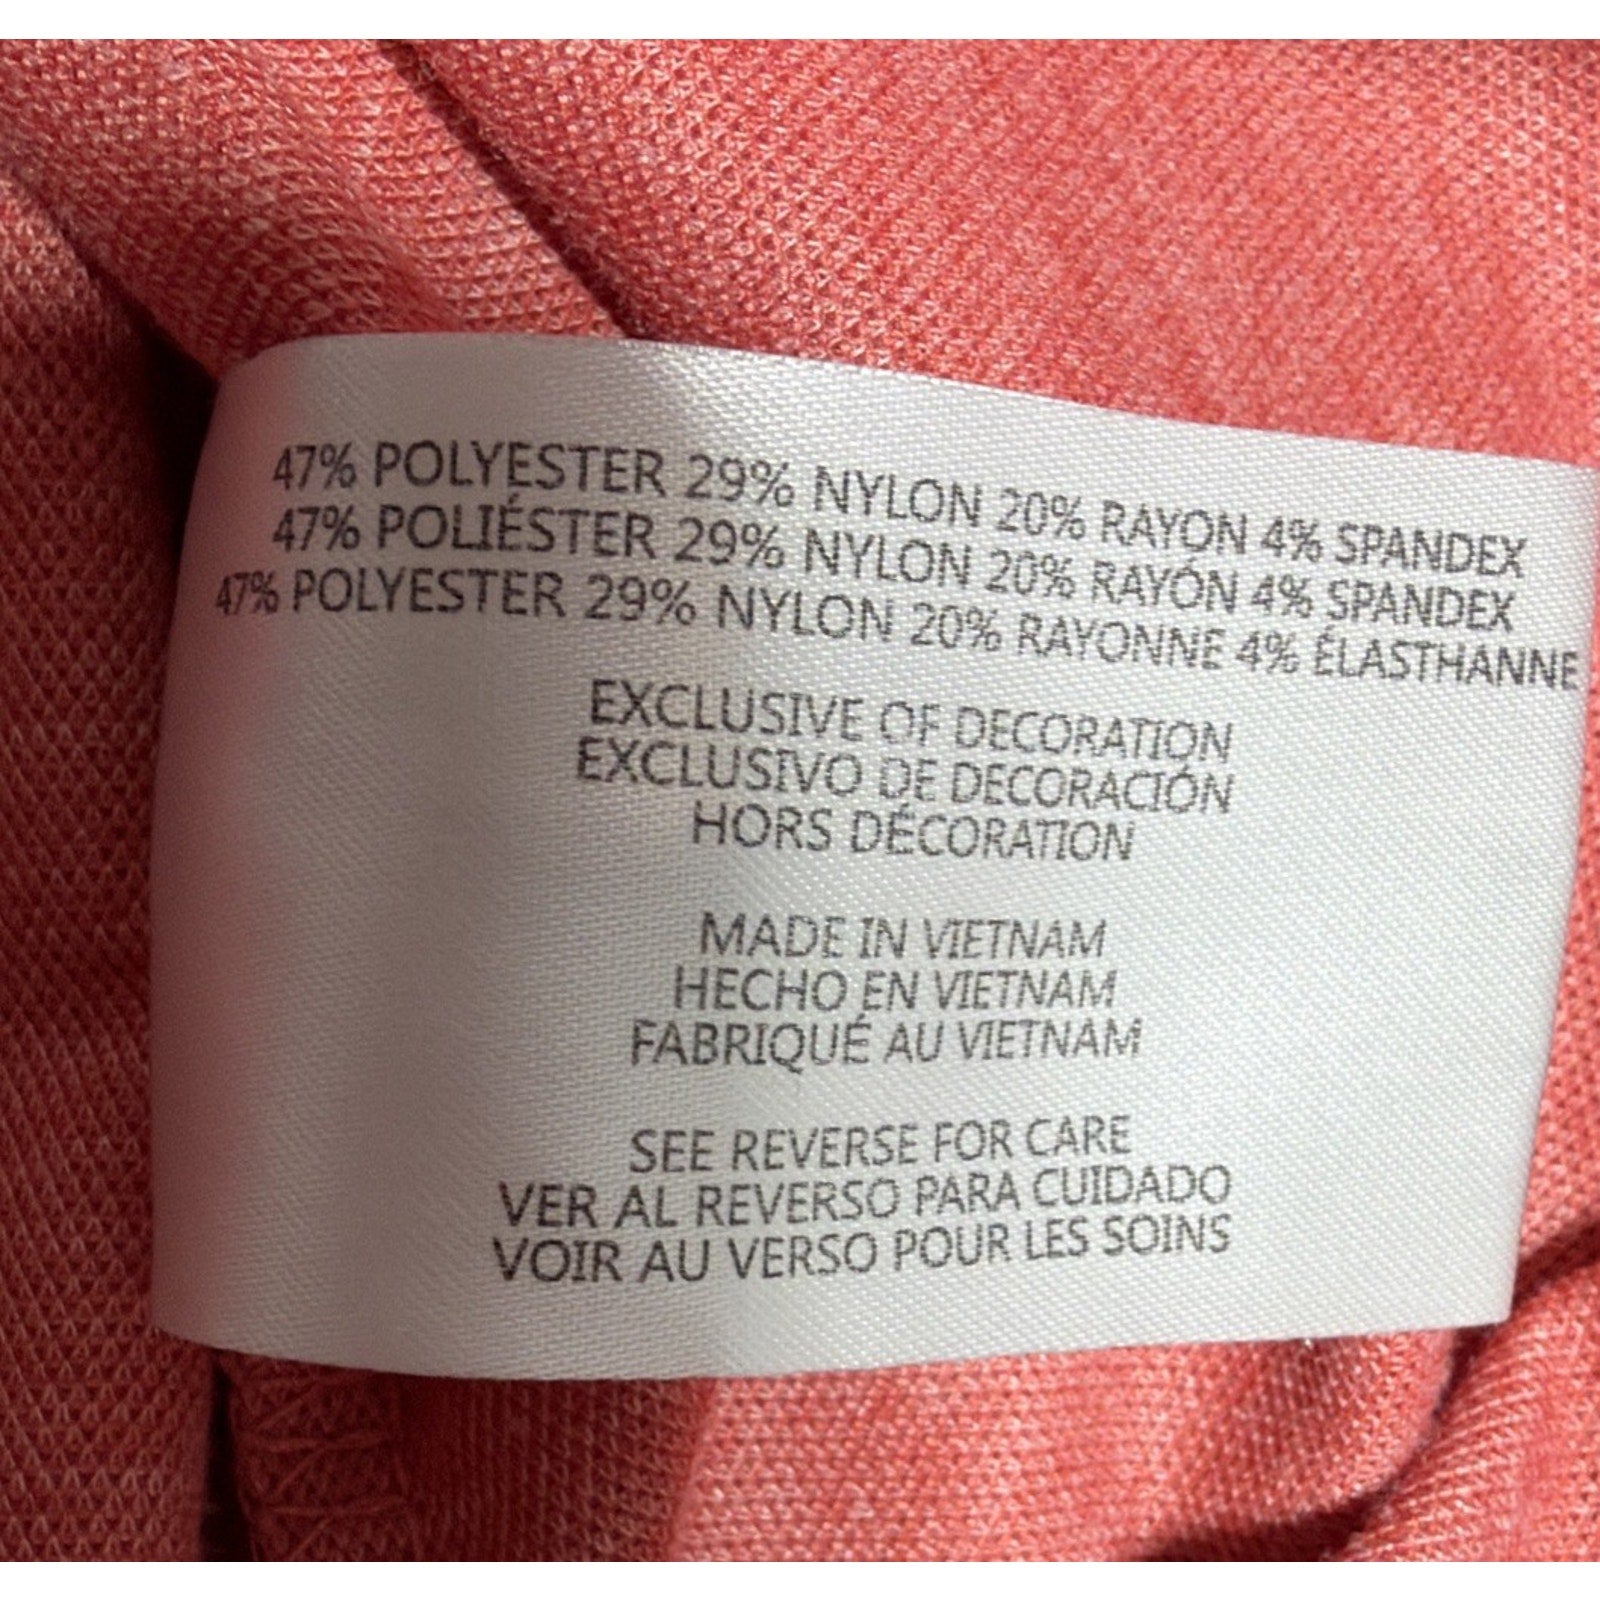 47% POLYESTER 29% NYLON 20% RAYON 4% SPANDEX
47% POLIÉSTER 29% NYLON 20% RAYÓN 4% SPANDEX
47% POLYESTER 29% NYLON 20% RAYONNE 4% ÉLASTHANNE
EXCLUSIVE OF DECORATION
EXCLUSIVO DE DECORACIÓN
HORS DÉCORATION
MADE IN VIETNAM
HECHO EN VIETNAM
FABRIQUÉ AU VIETNAM
SEE REVERSE FOR CARE
VER AL REVERSO PARA CUIDADO
VOIR AU VERSO POUR LES SOINS